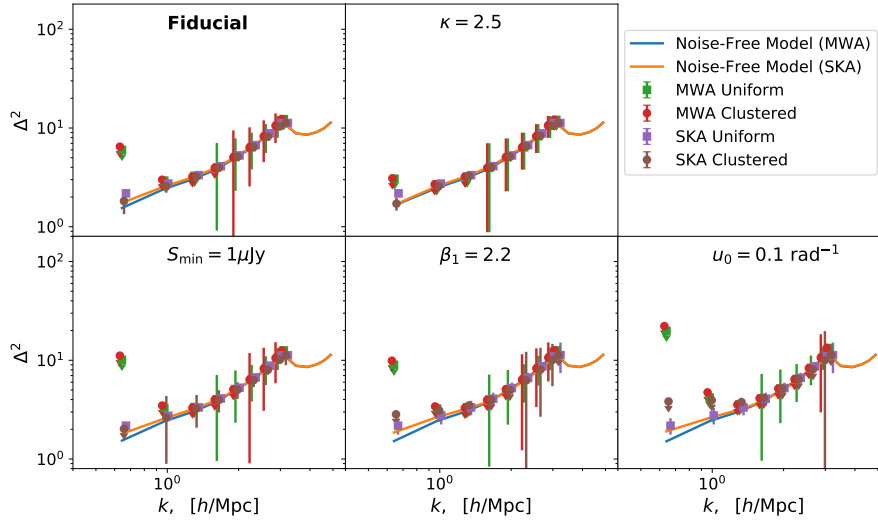 Fiducial
κ = 2.5
Noise-Free Model (MWA)
Noise-Free Model (SKA)
MWA Uniform
MWA Clustered
SKA Uniform
SKA Clustered
Δ²
10²
10¹
10⁰
S_min = 1μJy
β₁ = 2.2
u₀ = 0.1 rad⁻¹
Δ²
10²
10¹
10⁰
10⁰
10⁰
10⁰
k, [h/Mpc]
k, [h/Mpc]
k, [h/Mpc]